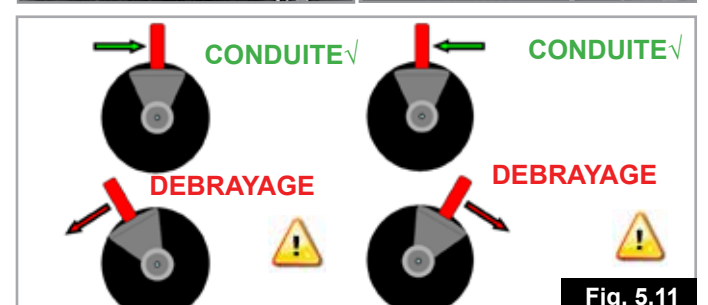 CONDUITE√ CONDUITE√
DEBRAYAGE DEBRAYAGE
! !
Fig. 5.11